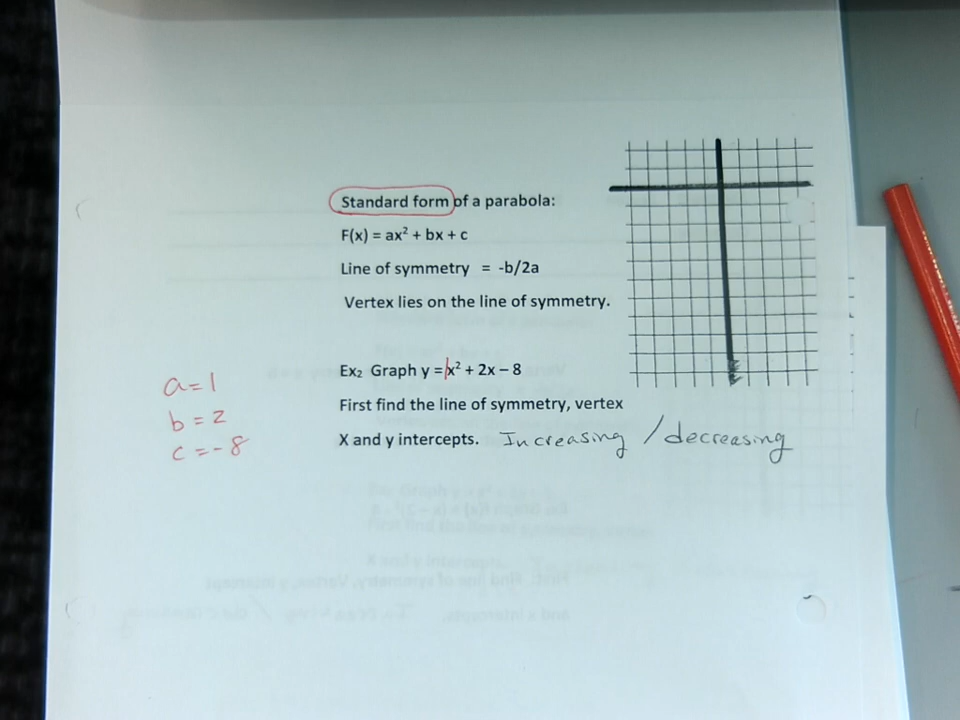 Standard form of a parabola:
F(x) = ax² + bx + c
Line of symmetry = -b/2a
Vertex lies on the line of symmetry.
Ex₂ Graph y = x² + 2x – 8
First find the line of symmetry, vertex
X and y intercepts. Increasing / decreasing
a=1
b = 2
c = -8